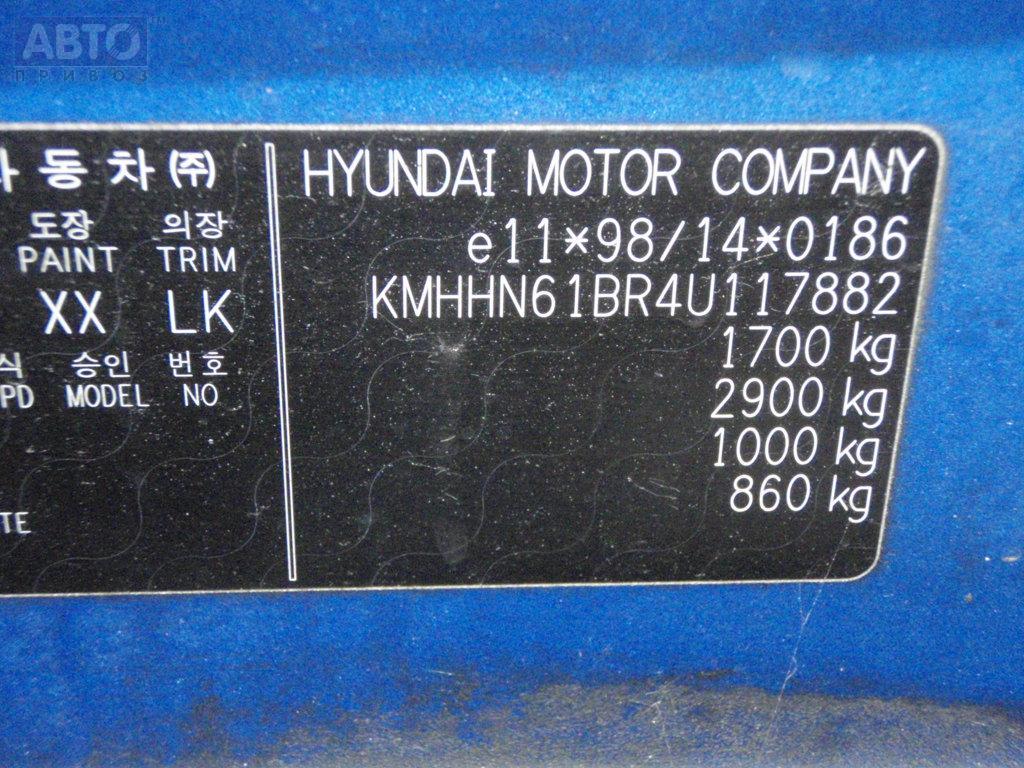 АВТО
ПРИВОЗ
동차 ㈜
HYUNDAI MOTOR COMPANY
도장 의장
PAINT TRIM
e11*98/14*0186
XX LK
KMHHN61BR4U117882
식 승인 번호
PD MODEL NO
1700 kg
2900 kg
1000 kg
860 kg
TE